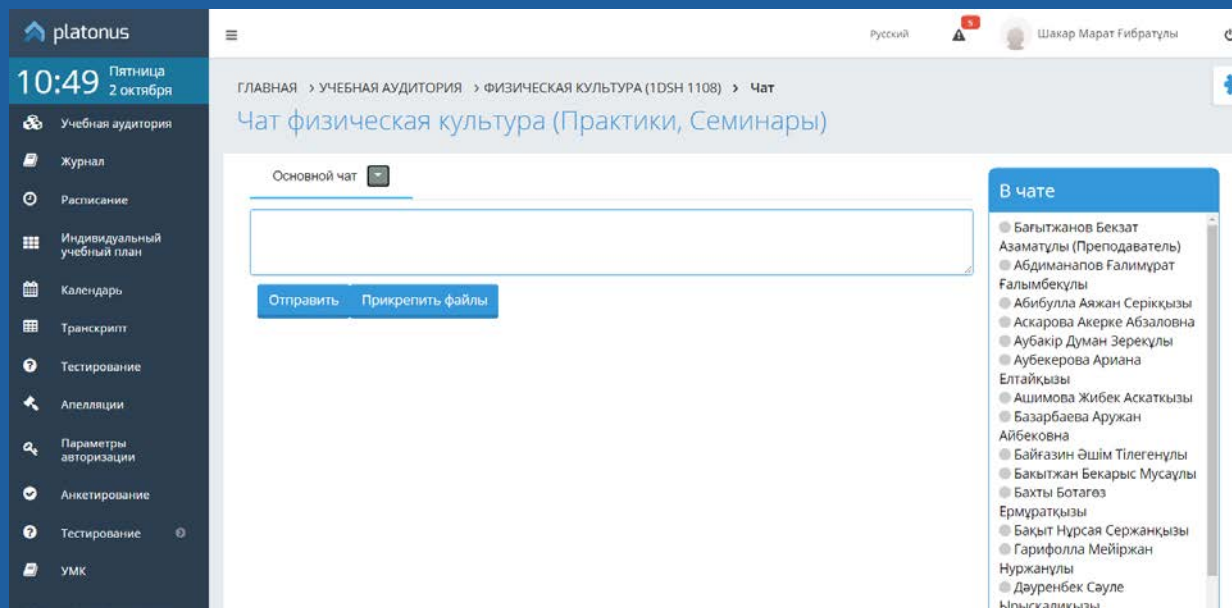 platonus
Русский
5
Шакар Марат Ғибратұлы
10:49 Пятница
2 октября
ГЛАВНАЯ › УЧЕБНАЯ АУДИТОРИЯ › ФИЗИЧЕСКАЯ КУЛЬТУРА (1DSH 1108) › Чат
Чат физическая культура (Практики, Семинары)
Учебная аудитория
Журнал
Расписание
Индивидуальный
учебный план
Календарь
Транскрипт
Тестирование
Апелляции
Параметры
авторизации
Анкетирование
Тестирование
УМК
Основной чат
Отправить
Прикрепить файлы
В чате
Бағытжанов Бекзат
Азаматұлы (Преподаватель)
Абдиманапов Ғалимұрат
Ғалымбекұлы
Абибулла Аяжан Серікқызы
Аскарова Акерке Абзаловна
Аубакір Думан Зерекұлы
Аубекерова Ариана
Елтайқызы
Ашимова Жибек Аскаткызы
Базарбаева Аружан
Айбековна
Байғазин Әшім Тілегенұлы
Бакытжан Бекарыс Мусаұлы
Бахты Ботагөз
Ермұратқызы
Бақыт Нұрсая Сержанқызы
Гарифолла Мейіржан
Нуржанұлы
Дәуренбек Сәуле
Ырысқалиқызы